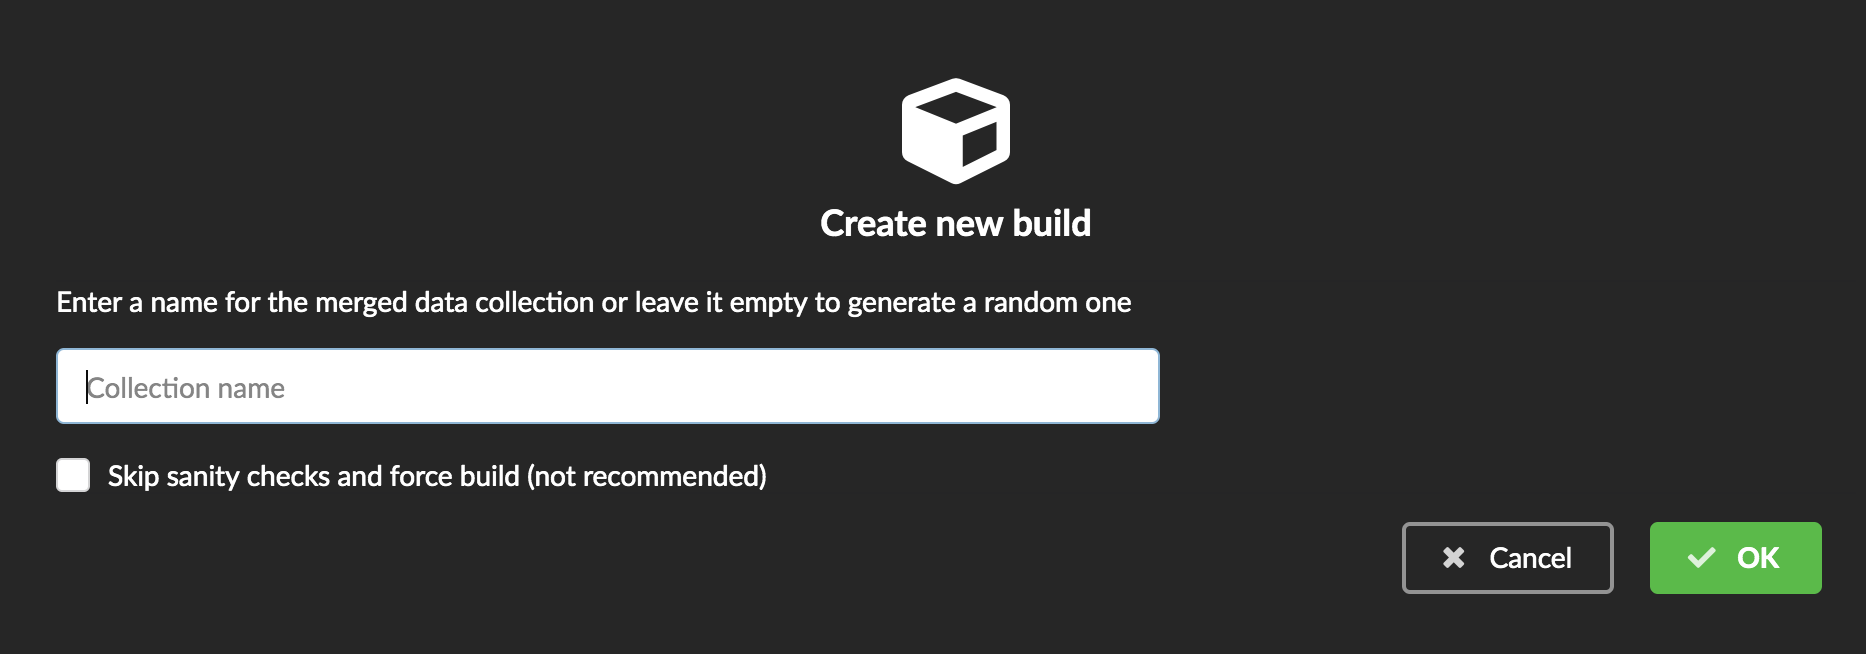 Create new build
Enter a name for the merged data collection or leave it empty to generate a random one
Collection name
Skip sanity checks and force build (not recommended)
Cancel
OK